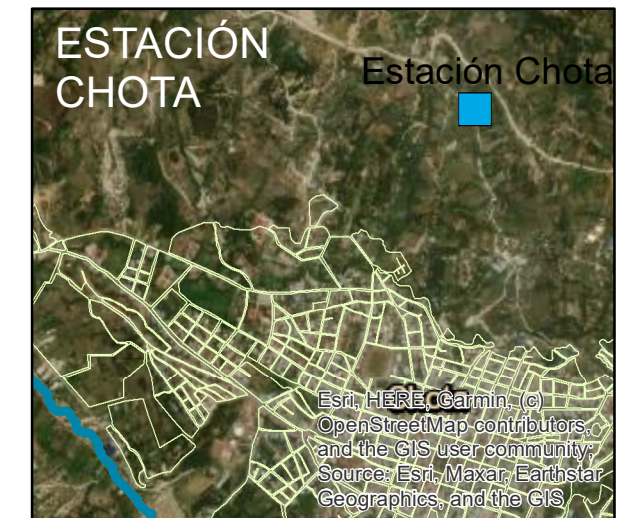 ESTACIÓN
CHOTA
Estación Chota
Chota
Esri, HERE, Garmin, (c)
OpenStreetMap contributors,
and the GIS user community;
Source: Esri, Maxar, Earthstar
Geographics, and the GIS